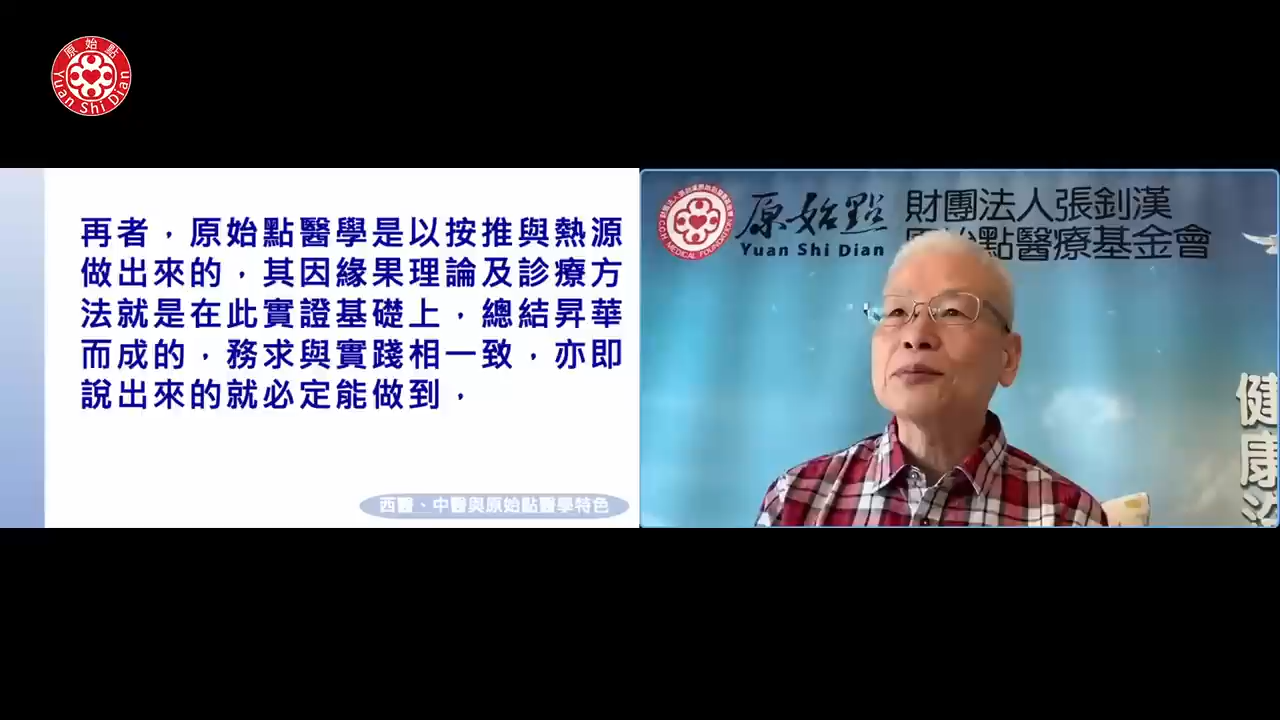 原始點
Yuan Shi Dian
再者，原始點醫學是以按推與熱源
做出來的，其因緣果理論及診療方
法就是在此實證基礎上，總結昇華
而成的，務求與實踐相一致，亦即
說出來的就必定能做到，
西醫、中醫與原始點醫學特色
原始點
Yuan Shi Dian
財團法人張釗漢
原始點醫療基金會
健康